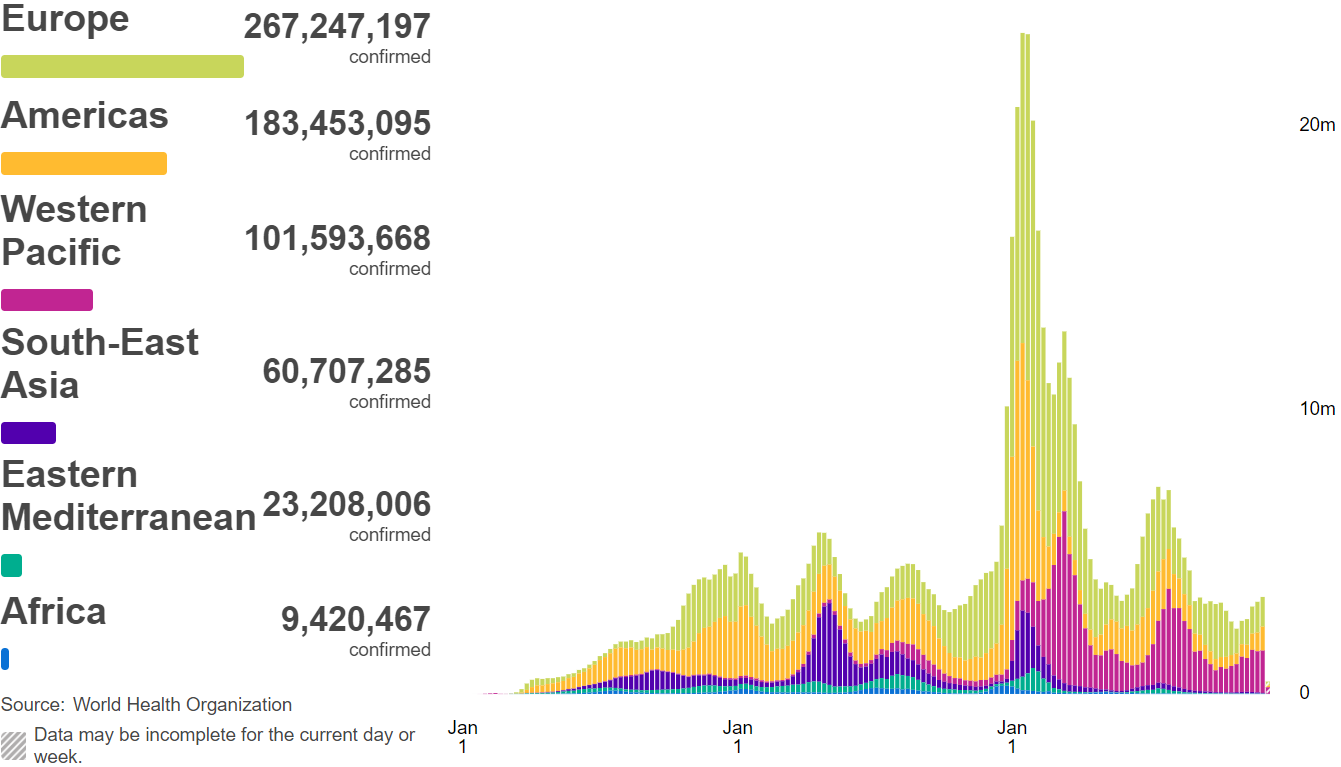 Europe
267,247,197
confirmed
Americas
183,453,095
confirmed
Western
Pacific
101,593,668
confirmed
South-East
Asia
60,707,285
confirmed
Eastern
Mediterranean
23,208,006
confirmed
Africa
9,420,467
confirmed
Source: World Health Organization
Data may be incomplete for the current day or
week.
20m
10m
0
Jan
1
Jan
1
Jan
1